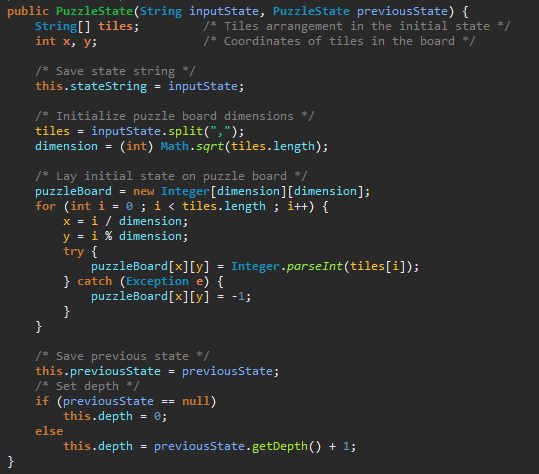 public PuzzleState(String inputState, PuzzleState previousState) {
    String[] tiles;         /* Tiles arrangement in the initial state */
    int x, y;               /* Coordinates of tiles in the board */

    /* Save state string */
    this.stateString = inputState;

    /* Initialize puzzle board dimensions */
    tiles = inputState.split(",");
    dimension = (int) Math.sqrt(tiles.length);

    /* Lay initial state on puzzle board */
    puzzleBoard = new Integer[dimension][dimension];
    for (int i = 0 ; i < tiles.length ; i++) {
        x = i / dimension;
        y = i % dimension;
        try {
            puzzleBoard[x][y] = Integer.parseInt(tiles[i]);
        } catch (Exception e) {
            puzzleBoard[x][y] = -1;
        }
    }

    /* Save previous state */
    this.previousState = previousState;
    /* Set depth */
    if (previousState == null)
        this.depth = 0;
    else
        this.depth = previousState.getDepth() + 1;
}